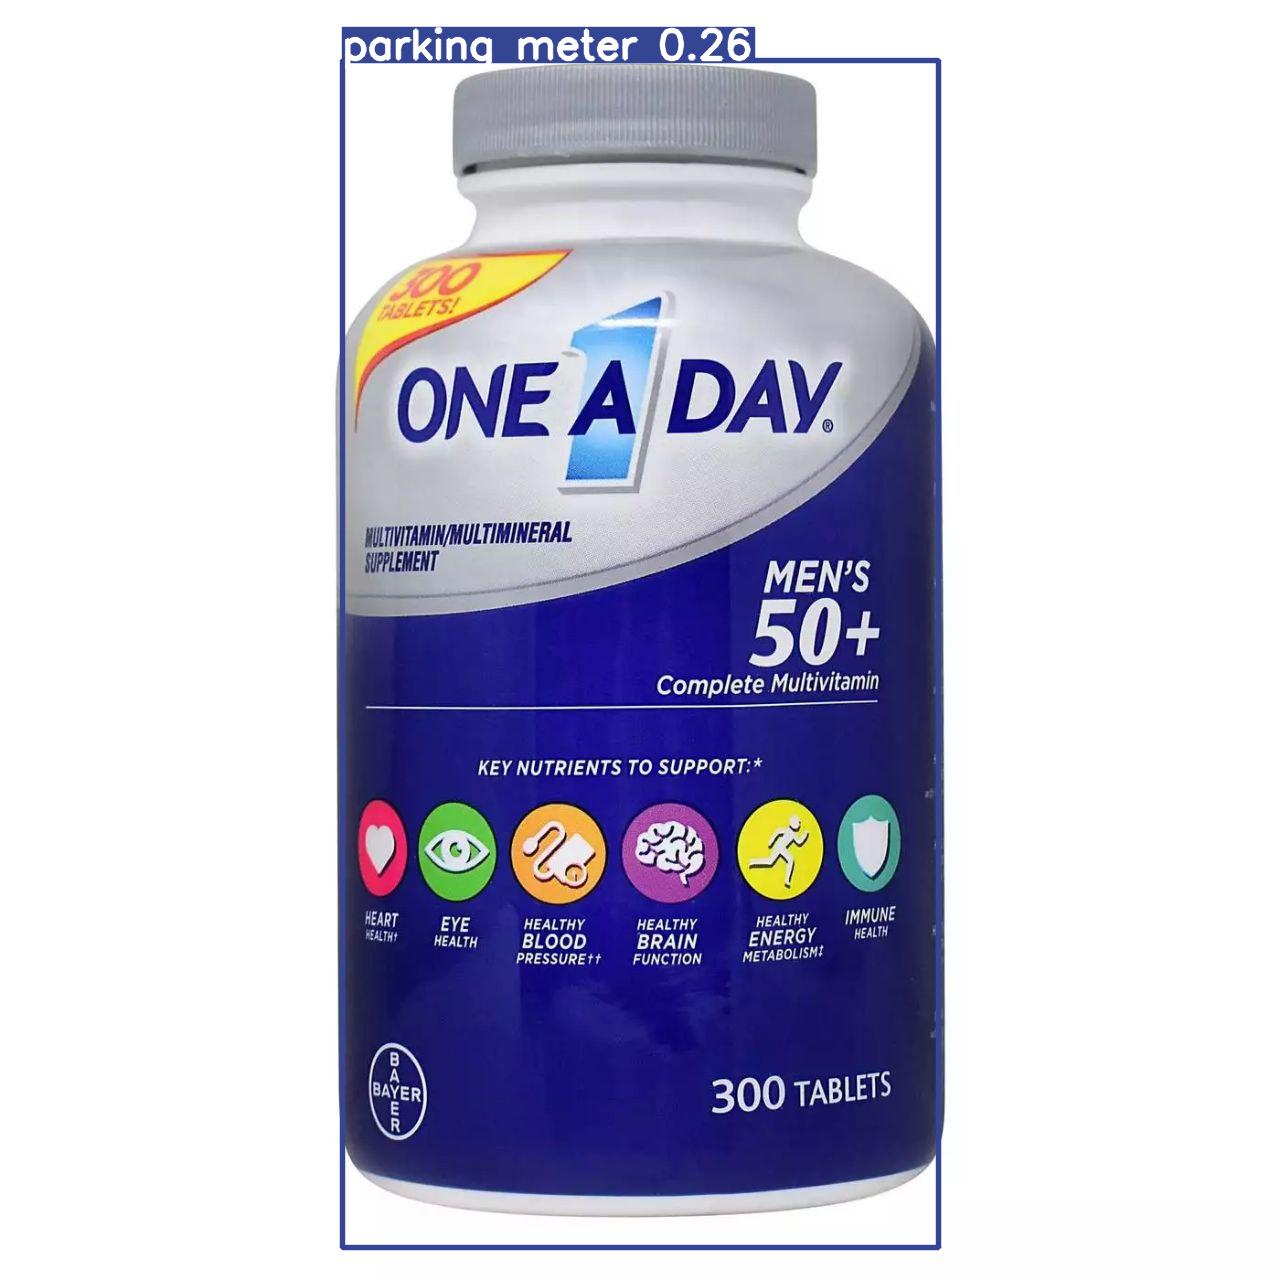 parking meter 0.26
300
TABLETS!
ONE A DAY®
MULTIVITAMIN/MULTIMINERAL
SUPPLEMENT
MEN'S
50+
Complete Multivitamin
KEY NUTRIENTS TO SUPPORT:*
HEART
HEALTH†
EYE
HEALTH
HEALTHY
BLOOD
PRESSURE††
HEALTHY
BRAIN
FUNCTION
HEALTHY
ENERGY
METABOLISM‡
IMMUNE
HEALTH
BAYER
BAYER
300 TABLETS